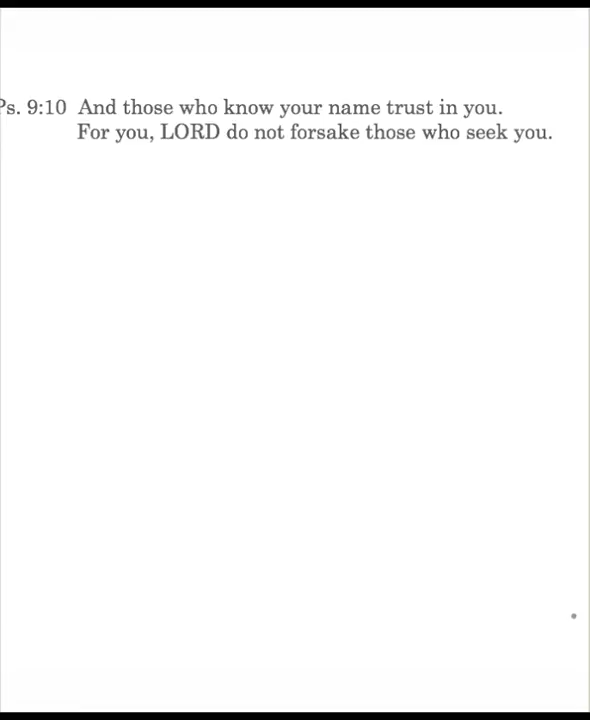 Ps. 9:10 And those who know your name trust in you.
For you, LORD do not forsake those who seek you.